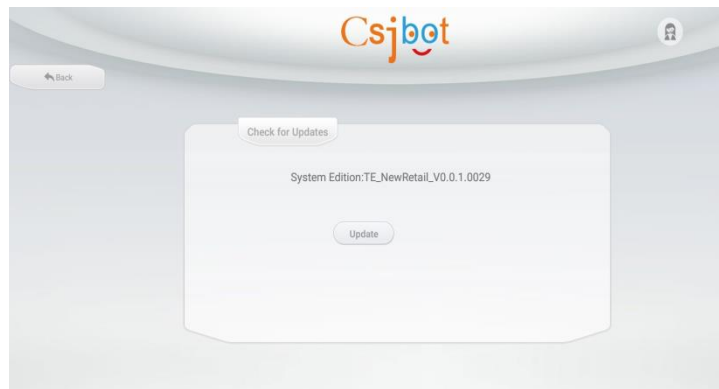 Csjbot
Back
Check for Updates
System Edition:TE_NewRetail_V0.0.1.0029
Update